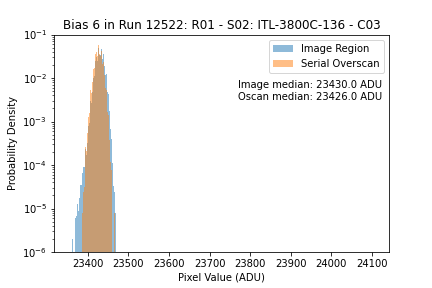 Bias 6 in Run 12522: R01 - S02: ITL-3800C-136 - C03
Image Region
Serial Overscan
Image median: 23430.0 ADU
Oscan median: 23426.0 ADU
Probability Density
10⁻¹
10⁻²
10⁻³
10⁻⁴
10⁻⁵
10⁻⁶
23400 23500 23600 23700 23800 23900 24000 24100
Pixel Value (ADU)